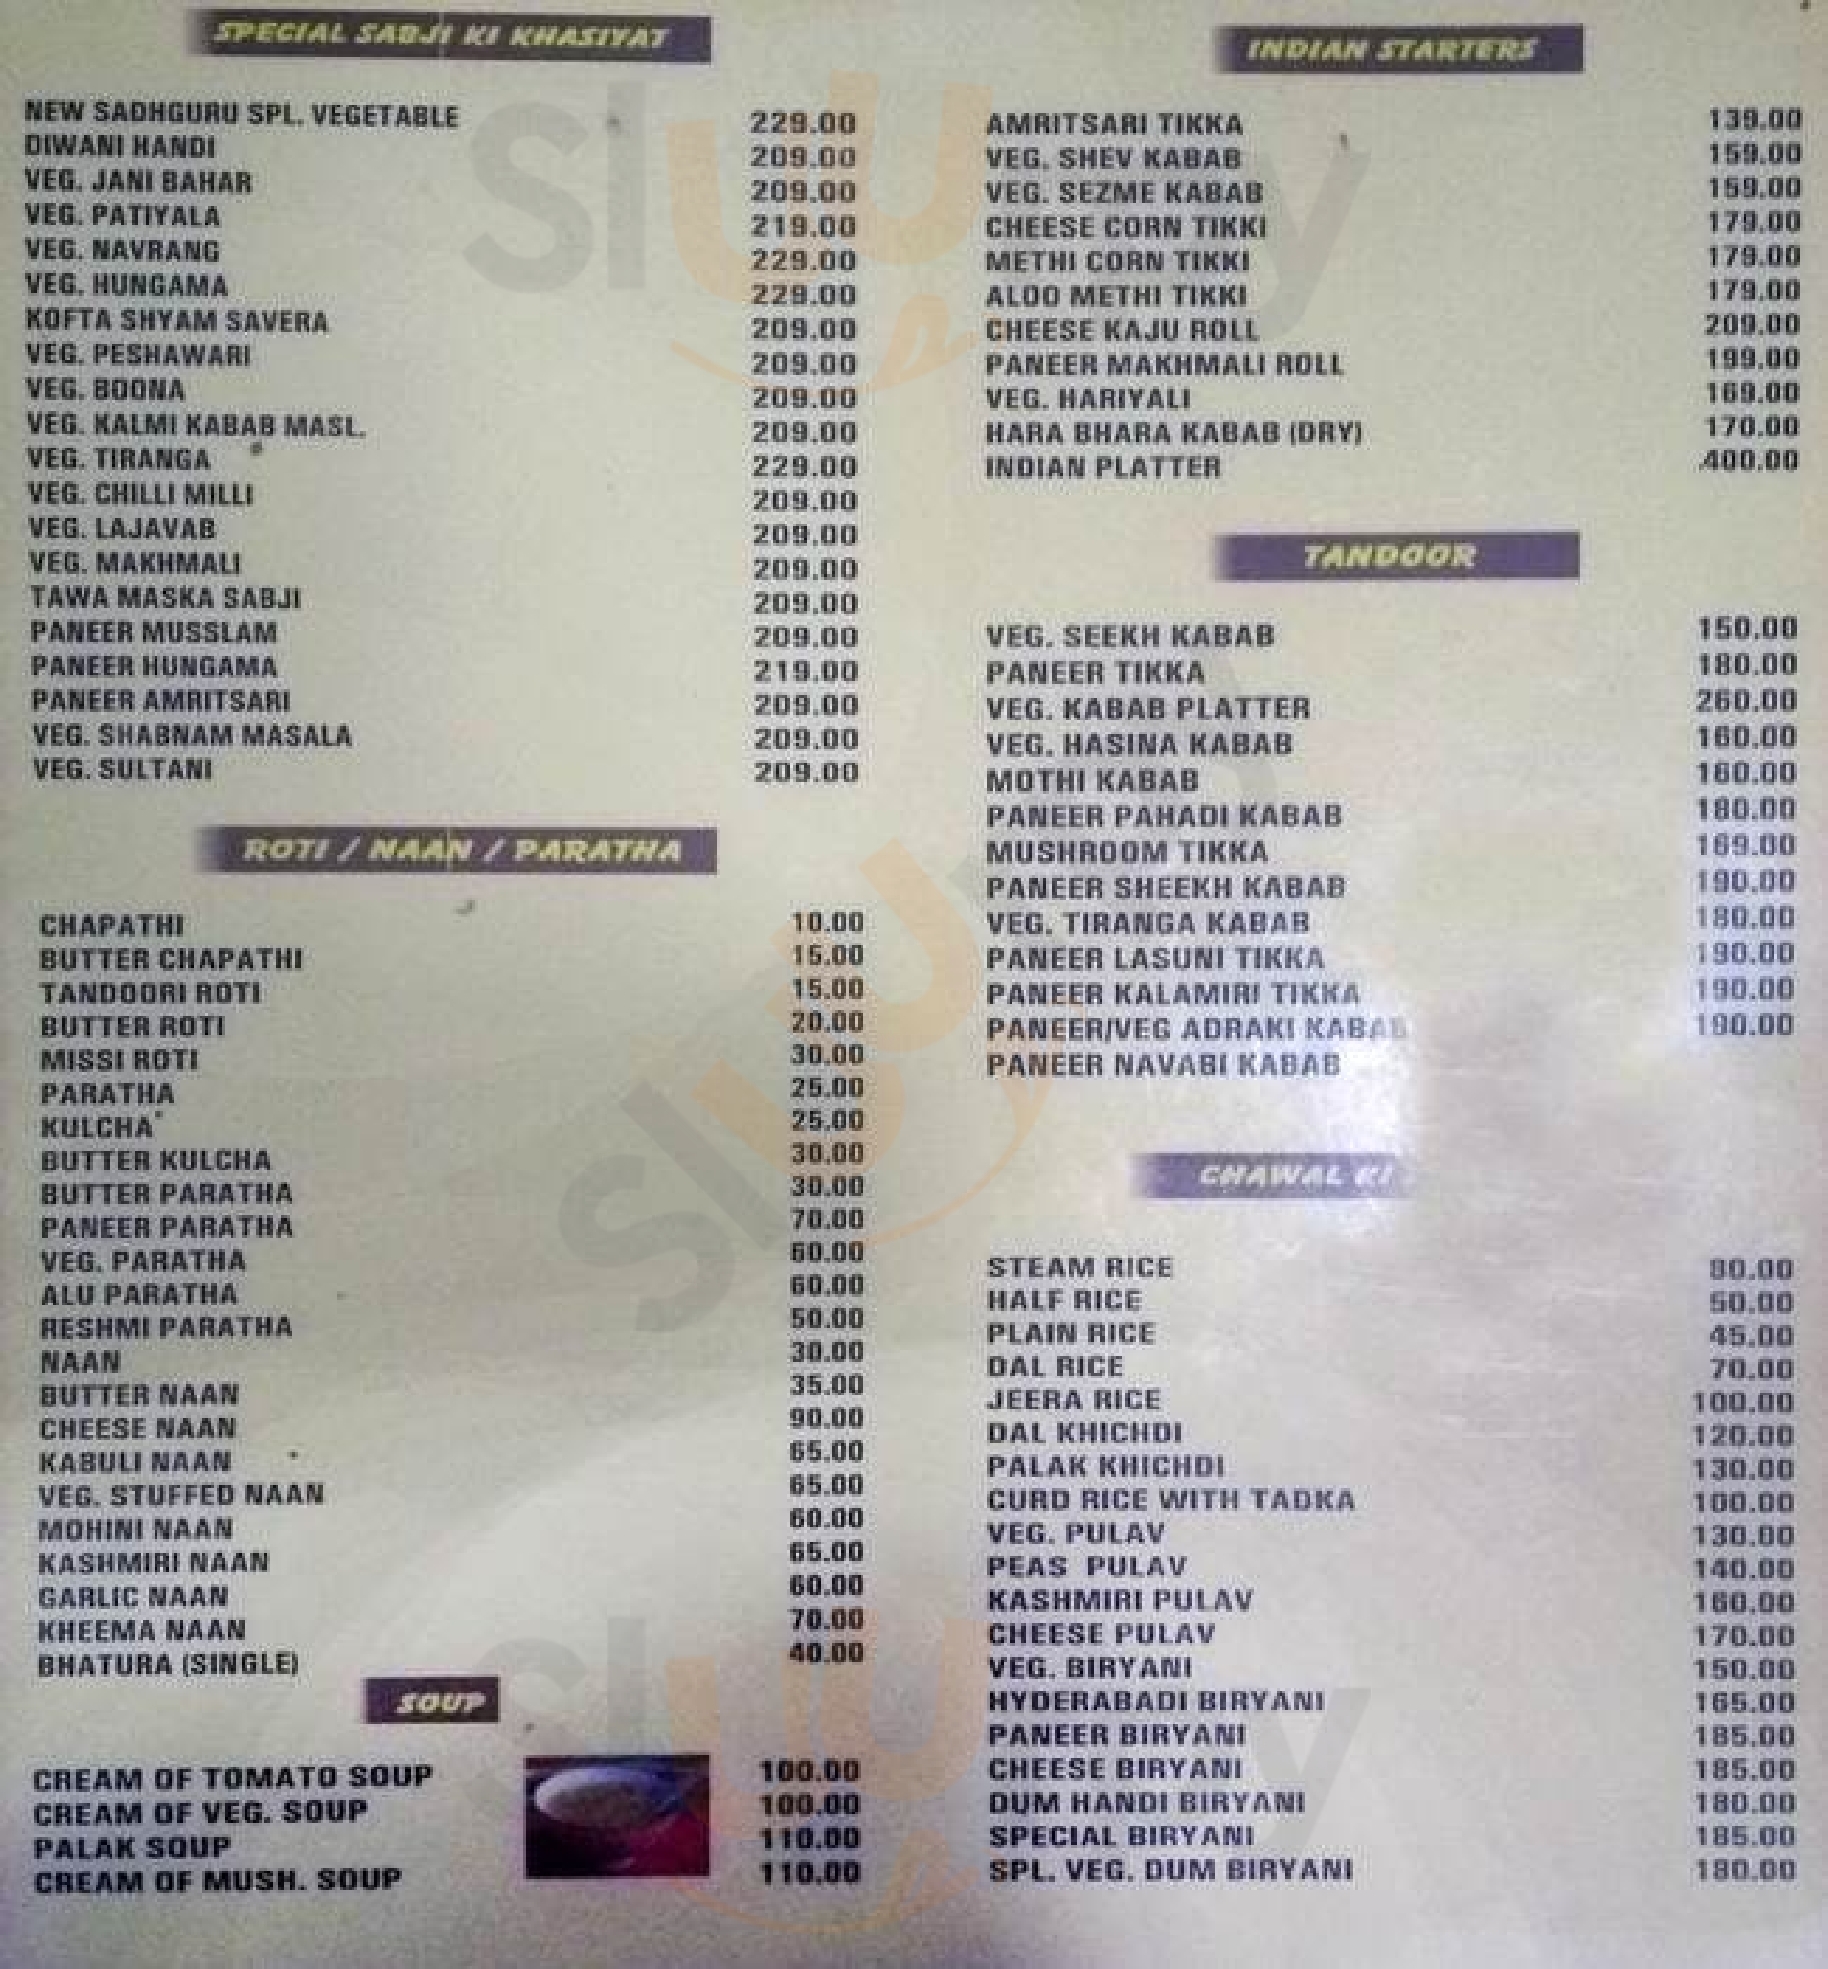 SPECIAL SABJI KI KHASIYAT
NEW SADHGURU SPL. VEGETABLE 229.00
DIWANI HANDI 209.00
VEG. JANI BAHAR 209.00
VEG. PATIYALA 219.00
VEG. NAVRANG 229.00
VEG. HUNGAMA 229.00
KOFTA SHYAM SAVERA 209.00
VEG. PESHAWARI 209.00
VEG. BOONA 209.00
VEG. KALMI KABAB MASL. 209.00
VEG. TIRANGA 229.00
VEG. CHILLI MILLI 209.00
VEG. LAJAVAB 209.00
VEG. MAKHMALI 209.00
TAWA MASKA SABJI 209.00
PANEER MUSSLAM 209.00
PANEER HUNGAMA 219.00
PANEER AMRITSARI 209.00
VEG. SHABNAM MASALA 209.00
VEG. SULTANI 209.00
ROTI / NAAN / PARATHA
CHAPATHI 10.00
BUTTER CHAPATHI 15.00
TANDOORI ROTI 15.00
BUTTER ROTI 20.00
MISSI ROTI 30.00
PARATHA 25.00
KULCHA 25.00
BUTTER KULCHA 30.00
BUTTER PARATHA 30.00
PANEER PARATHA 70.00
VEG. PARATHA 60.00
ALU PARATHA 60.00
RESHMI PARATHA 50.00
NAAN 30.00
BUTTER NAAN 35.00
CHEESE NAAN 90.00
KABULI NAAN 65.00
VEG. STUFFED NAAN 65.00
MOHINI NAAN 60.00
KASHMIRI NAAN 65.00
GARLIC NAAN 60.00
KHEEMA NAAN 70.00
BHATURA (SINGLE) 40.00
SOUP
CREAM OF TOMATO SOUP 100.00
CREAM OF VEG. SOUP 100.00
PALAK SOUP 110.00
CREAM OF MUSH. SOUP 110.00
INDIAN STARTERS
AMRITSARI TIKKA 139.00
VEG. SHEV KABAB 159.00
VEG. SEZME KABAB 159.00
CHEESE CORN TIKKI 179.00
METHI CORN TIKKI 179.00
ALOO METHI TIKKI 179.00
CHEESE KAJU ROLL 209.00
PANEER MAKHMALI ROLL 199.00
VEG. HARIYALI 169.00
HARA BHARA KABAB (DRY) 170.00
INDIAN PLATTER 400.00
TANDOOR
VEG. SEEKH KABAB 150.00
PANEER TIKKA 180.00
VEG. KABAB PLATTER 260.00
VEG. HASINA KABAB 160.00
MOTHI KABAB 160.00
PANEER PAHADI KABAB 180.00
MUSHROOM TIKKA 169.00
PANEER SHEEKH KABAB 190.00
VEG. TIRANGA KABAB 180.00
PANEER LASUNI TIKKA 190.00
PANEER KALAMIRI TIKKA 190.00
PANEER/VEG ADRAKI KABAB 190.00
PANEER NAVABI KABAB
CHAWAL KI
STEAM RICE 80.00
HALF RICE 50.00
PLAIN RICE 45.00
DAL RICE 70.00
JEERA RICE 100.00
DAL KHICHDI 120.00
PALAK KHICHDI 130.00
CURD RICE WITH TADKA 100.00
VEG. PULAV 130.00
PEAS PULAV 140.00
KASHMIRI PULAV 160.00
CHEESE PULAV 170.00
VEG. BIRYANI 150.00
HYDERABADI BIRYANI 165.00
PANEER BIRYANI 185.00
CHEESE BIRYANI 185.00
DUM HANDI BIRYANI 180.00
SPECIAL BIRYANI 185.00
SPL. VEG. DUM BIRYANI 180.00